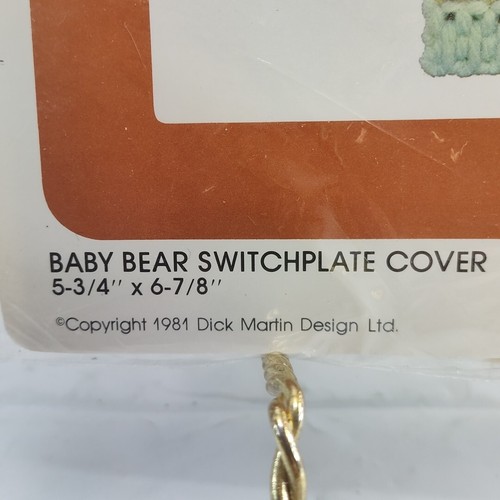 BABY BEAR SWITCHPLATE COVER
5-3/4'' x 6-7/8''
©Copyright 1981 Dick Martin Design Ltd.